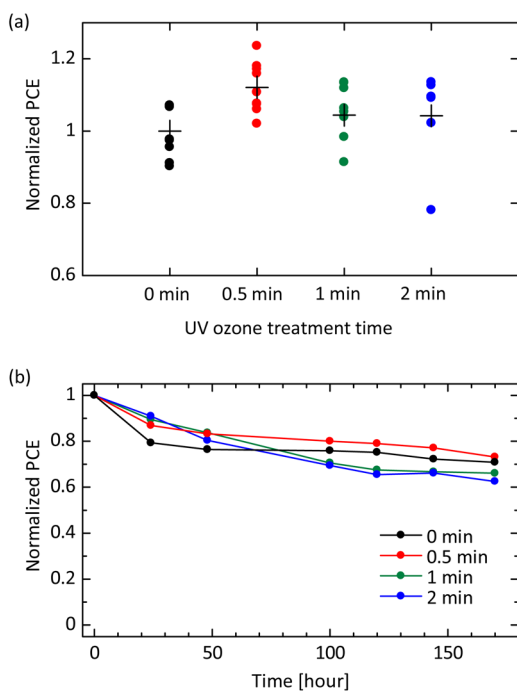 (a)
Normalized PCE
1.2
1
0.8
0.6
0 min
0.5 min
1 min
2 min
UV ozone treatment time
(b)
Normalized PCE
1
0.8
0.6
0.4
0.2
0
0 min
0.5 min
1 min
2 min
0
50
100
150
Time [hour]